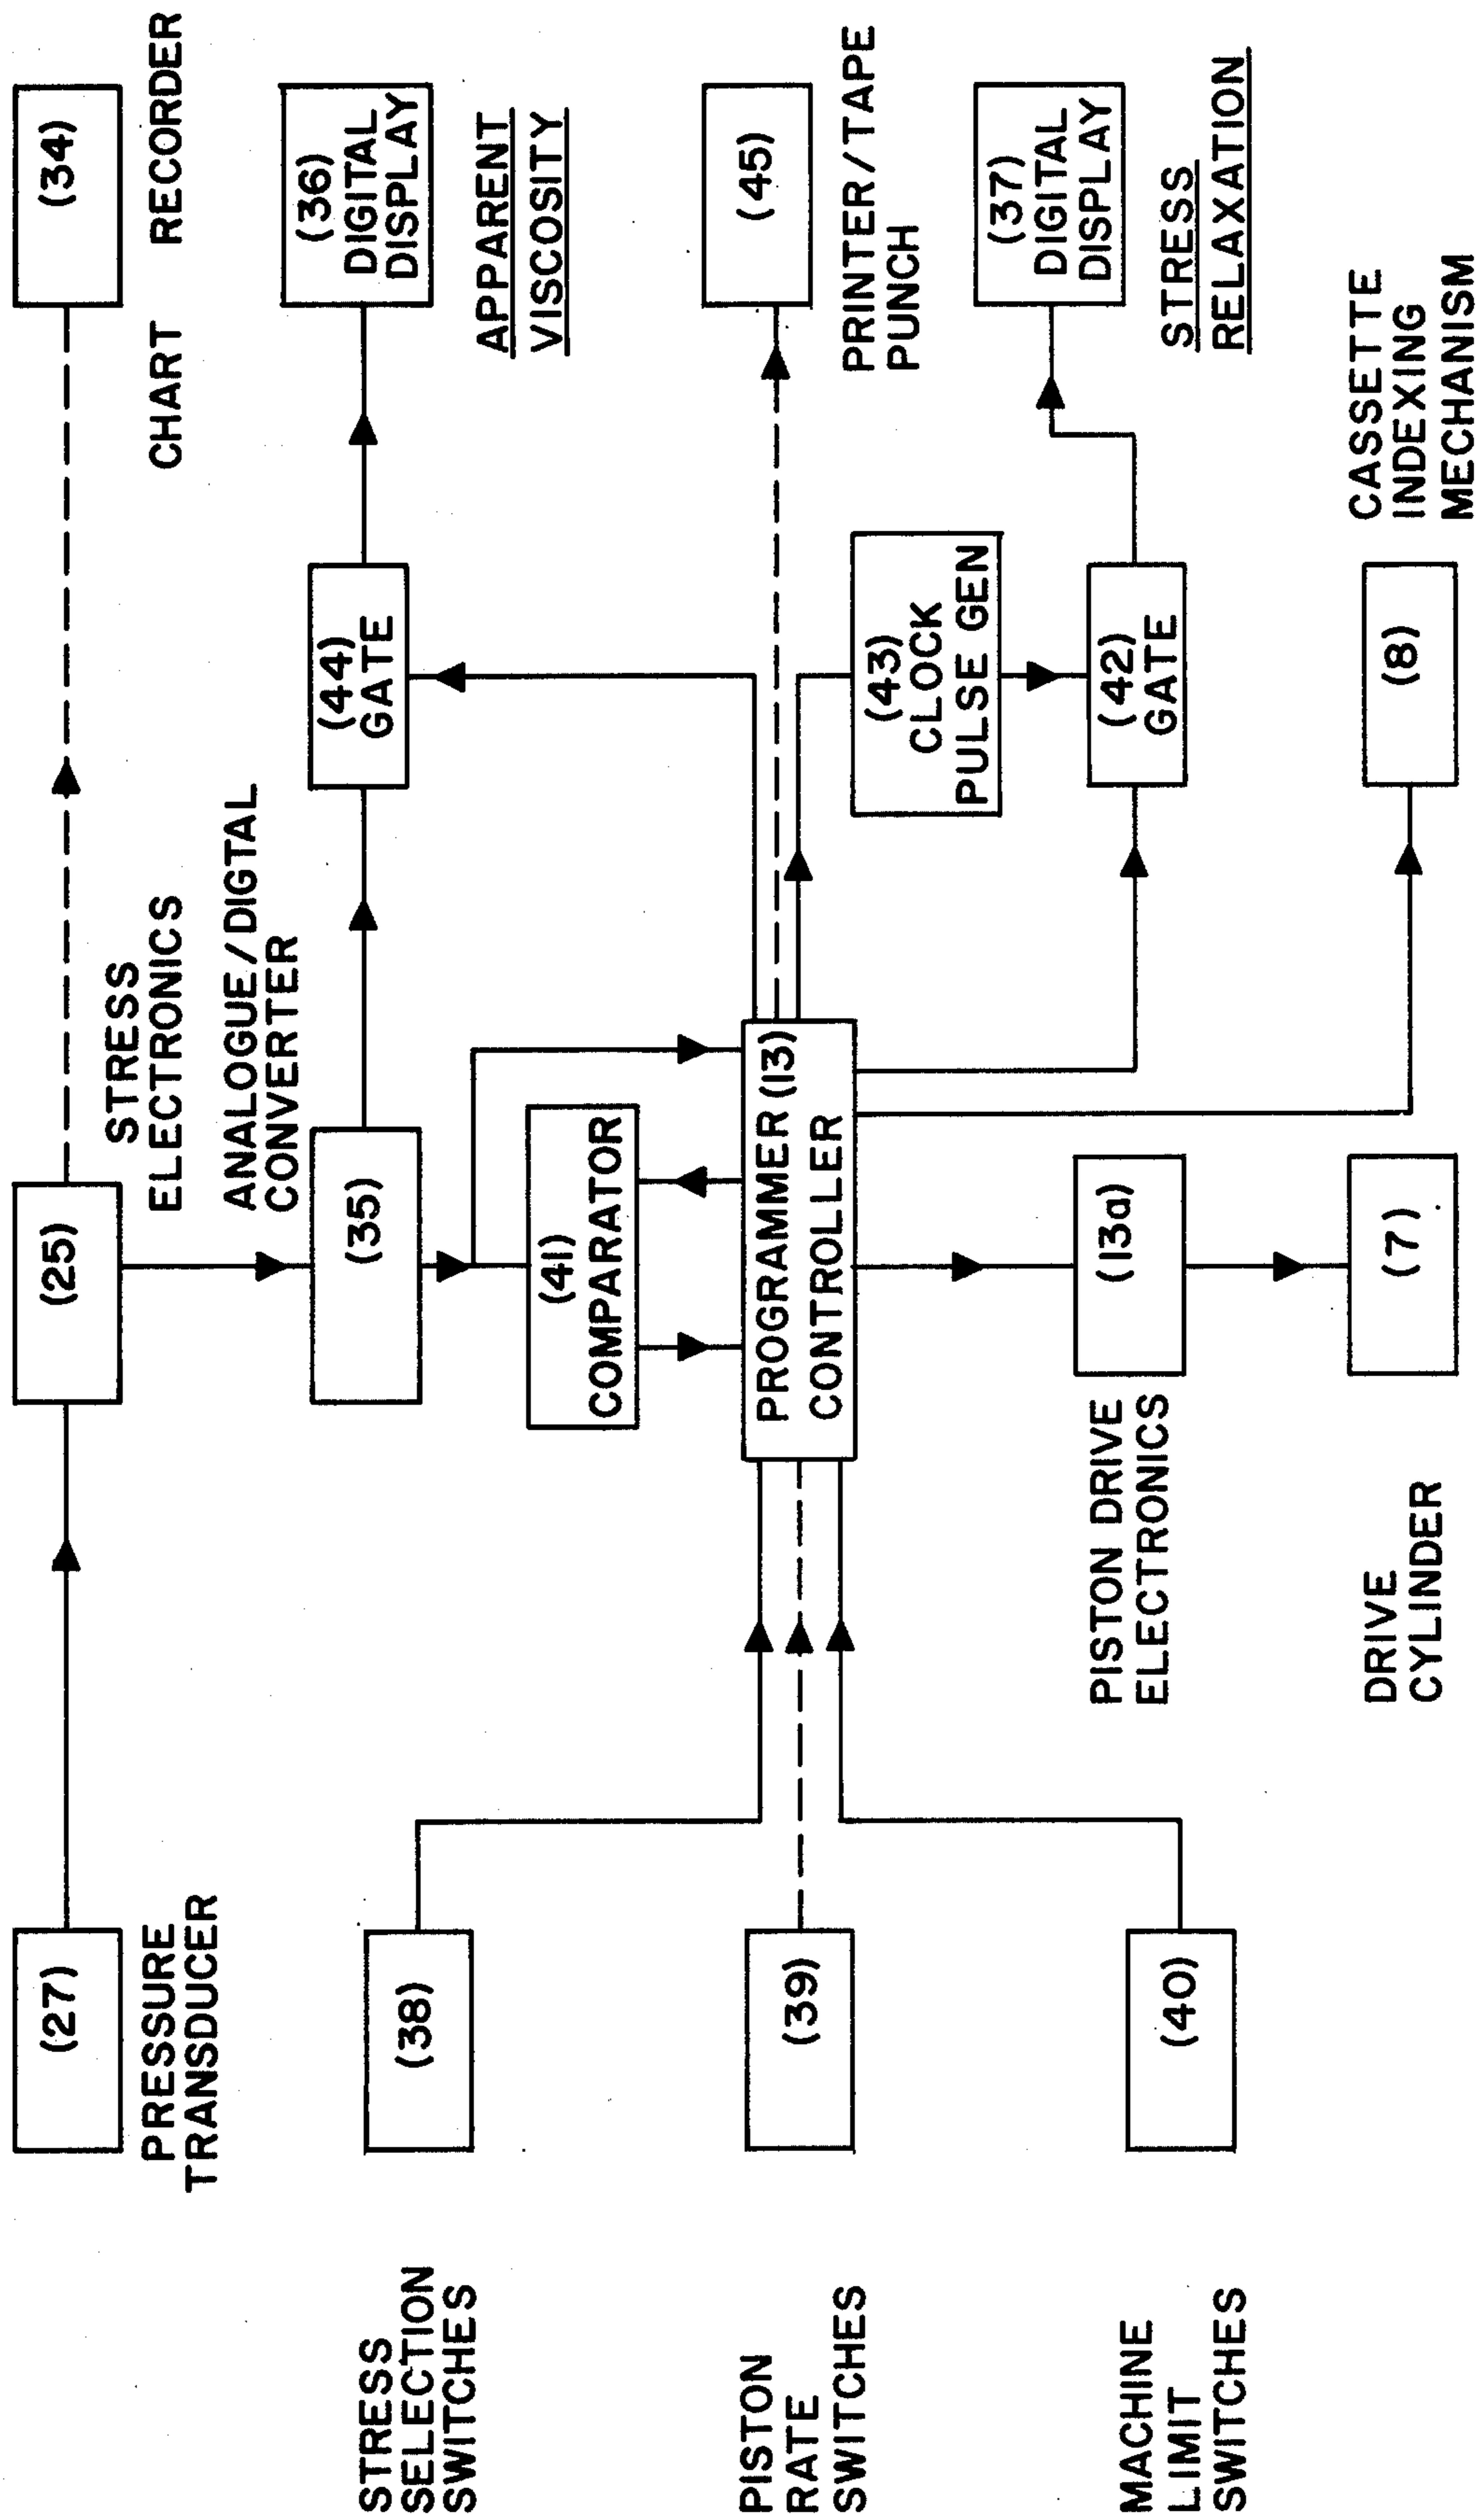 (27)
PRESSURE
TRANSDUCER
(25)
STRESS
ELECTRONICS
(34)
CHART RECORDER
ANALOGUE/DIGTAL
CONVERTER
(35)
(44)
GATE
(36)
DIGITAL
DISPLAY
APPARENT
VISCOSITY
STRESS
SELECTION
SWITCHES
(38)
(41)
COMPARATOR
PISTON
RATE
SWITCHES
(39)
PROGRAMMER (13)
CONTROLLER
(45)
PRINTER/TAPE
PUNCH
(43)
CLOCK
PULSE GEN
(37)
DIGITAL
DISPLAY
STRESS
RELAXATION
MACHINE
LIMIT
SWITCHES
(40)
PISTON DRIVE
ELECTRONICS
(13a)
(42)
GATE
DRIVE
CYLINDER
(7)
(8)
CASSETTE
INDEXING
MECHANISM